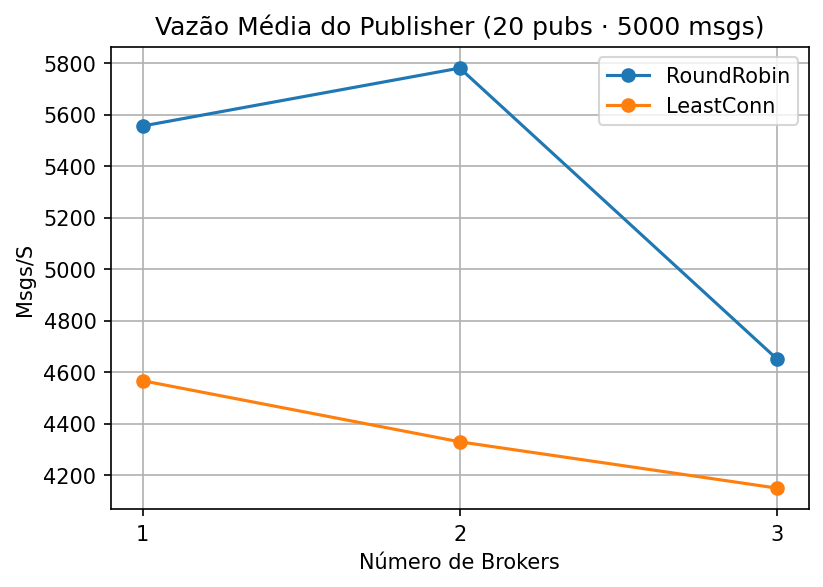 Vazão Média do Publisher (20 pubs · 5000 msgs)
RoundRobin
LeastConn
Msgs/S
5800
5600
5400
5200
5000
4800
4600
4400
4200
1 2 3
Número de Brokers